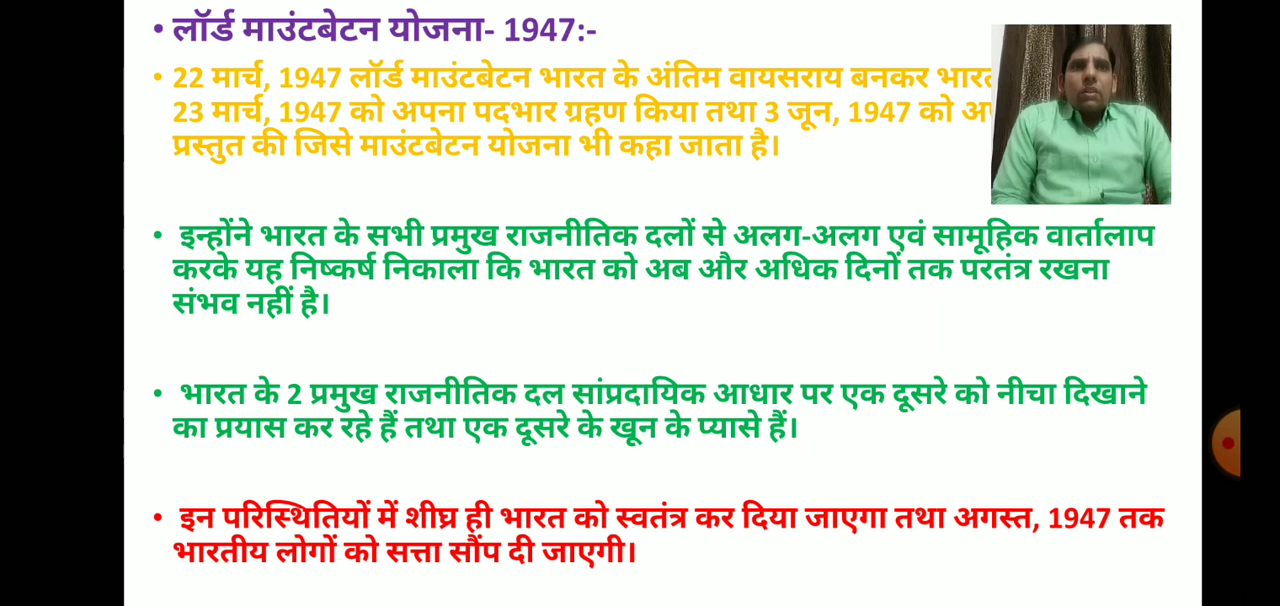 • लॉर्ड माउंटबेटन योजना- 1947:-
• 22 मार्च, 1947 लॉर्ड माउंटबेटन भारत के अंतिम वायसराय बनकर
23 मार्च, 1947 को अपना पदभार ग्रहण किया तथा 3 जून, 1947 को
प्रस्तुत की जिसे माउंटबेटन योजना भी कहा जाता है।
• इन्होंने भारत के सभी प्रमुख राजनीतिक दलों से अलग-अलग एवं सामूहिक वार्तालाप
करके यह निष्कर्ष निकाला कि भारत को अब और अधिक दिनों तक परतंत्र रखना
संभव नहीं है।
• भारत के 2 प्रमुख राजनीतिक दल सांप्रदायिक आधार पर एक दूसरे को नीचा दिखाने
का प्रयास कर रहे हैं तथा एक दूसरे के खून के प्यासे हैं।
• इन परिस्थितियों में शीघ्र ही भारत को स्वतंत्र कर दिया जाएगा तथा अगस्त, 1947 तक
भारतीय लोगों को सत्ता सौंप दी जाएगी।